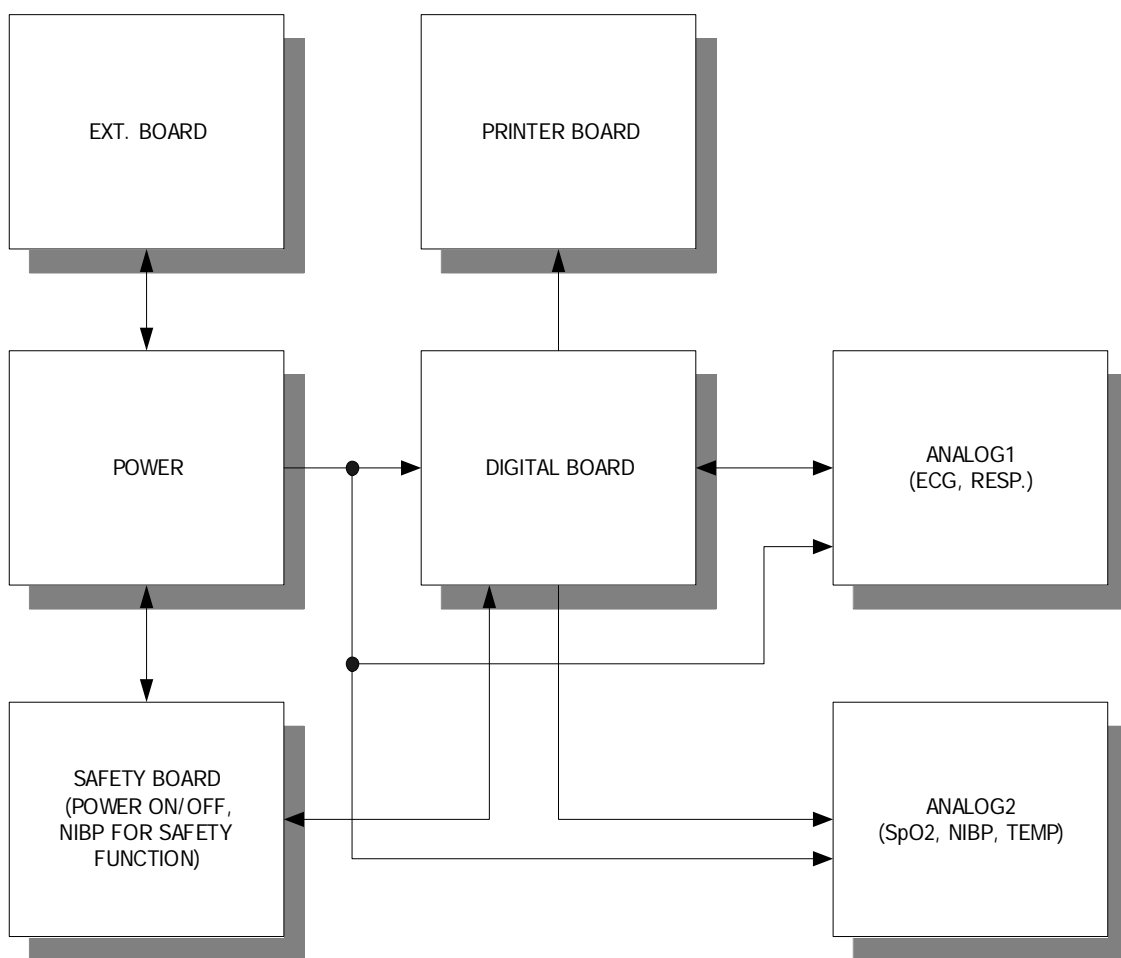 EXT. BOARD
PRINTER BOARD
POWER
DIGITAL BOARD
ANALOG1
(ECG, RESP.)
SAFETY BOARD
(POWER ON/OFF,
NIBP FOR SAFETY
FUNCTION)
ANALOG2
(SpO2, NIBP, TEMP)